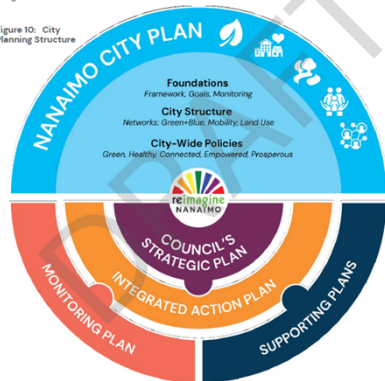 Figure 10: City
Planning Structure
NANAIMO CITY PLAN
Foundations
Framework, Goals, Monitoring
City Structure
Networks: Green+Blue, Mobility, Land Use
City-Wide Policies
Green, Healthy, Connected, Empowered, Prosperous
reimagine
NANAIMO
COUNCIL'S
STRATEGIC PLAN
INTEGRATED ACTION PLAN
MONITORING PLAN
SUPPORTING PLANS
DRAFT